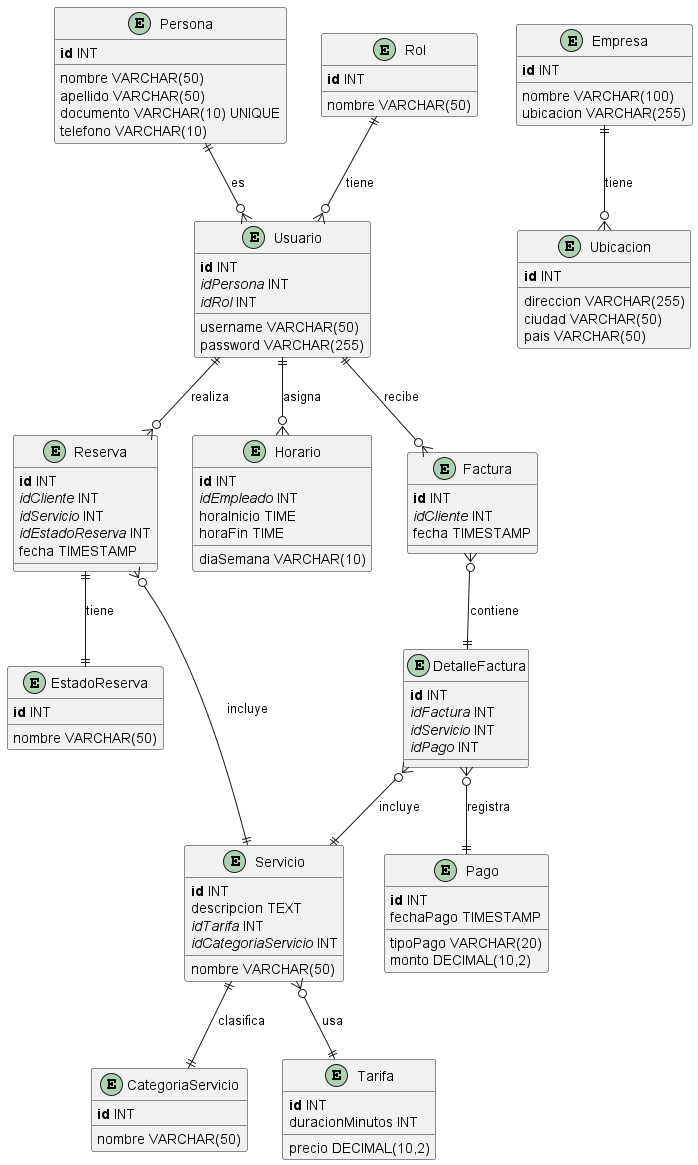 E Persona
id INT
nombre VARCHAR(50)
apellido VARCHAR(50)
documento VARCHAR(10) UNIQUE
telefono VARCHAR(10)
E Rol
id INT
nombre VARCHAR(50)
E Empresa
id INT
nombre VARCHAR(100)
ubicacion VARCHAR(255)
es
tiene
tiene
E Usuario
id INT
idPersona INT
idRol INT
username VARCHAR(50)
password VARCHAR(255)
E Ubicacion
id INT
direccion VARCHAR(255)
ciudad VARCHAR(50)
pais VARCHAR(50)
realiza
asigna
recibe
E Reserva
id INT
idCliente INT
idServicio INT
idEstadoReserva INT
fecha TIMESTAMP
E Horario
id INT
idEmpleado INT
horaInicio TIME
horaFin TIME
diaSemana VARCHAR(10)
E Factura
id INT
idCliente INT
fecha TIMESTAMP
tiene
contiene
E EstadoReserva
id INT
nombre VARCHAR(50)
incluye
E DetalleFactura
id INT
idFactura INT
idServicio INT
idPago INT
incluye
registra
E Servicio
id INT
descripcion TEXT
idTarifa INT
idCategoriaServicio INT
nombre VARCHAR(50)
E Pago
id INT
fechaPago TIMESTAMP
tipoPago VARCHAR(20)
monto DECIMAL(10,2)
clasifica
usa
E CategoriaServicio
id INT
nombre VARCHAR(50)
E Tarifa
id INT
duracionMinutos INT
precio DECIMAL(10,2)